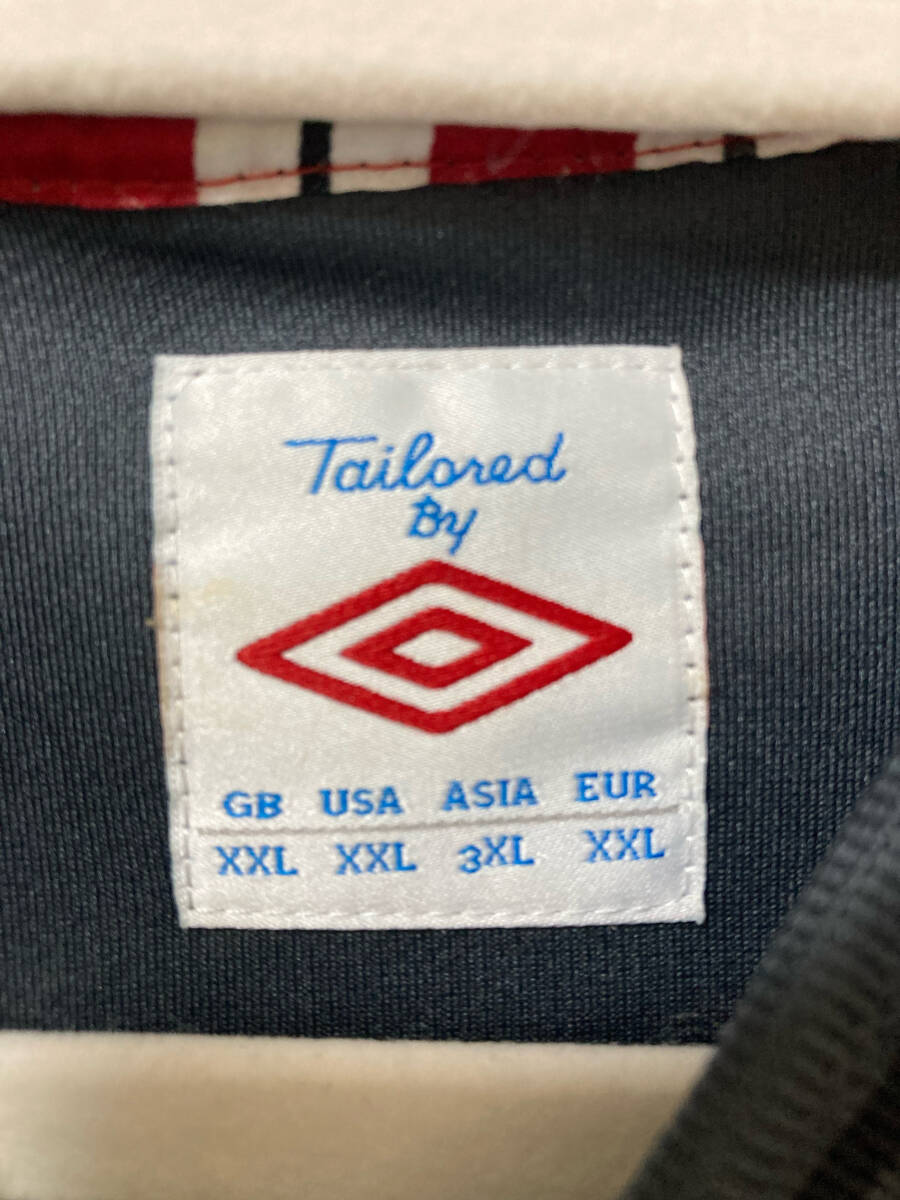 Tailored
By
GB USA ASIA EUR
XXL XXL 3XL XXL